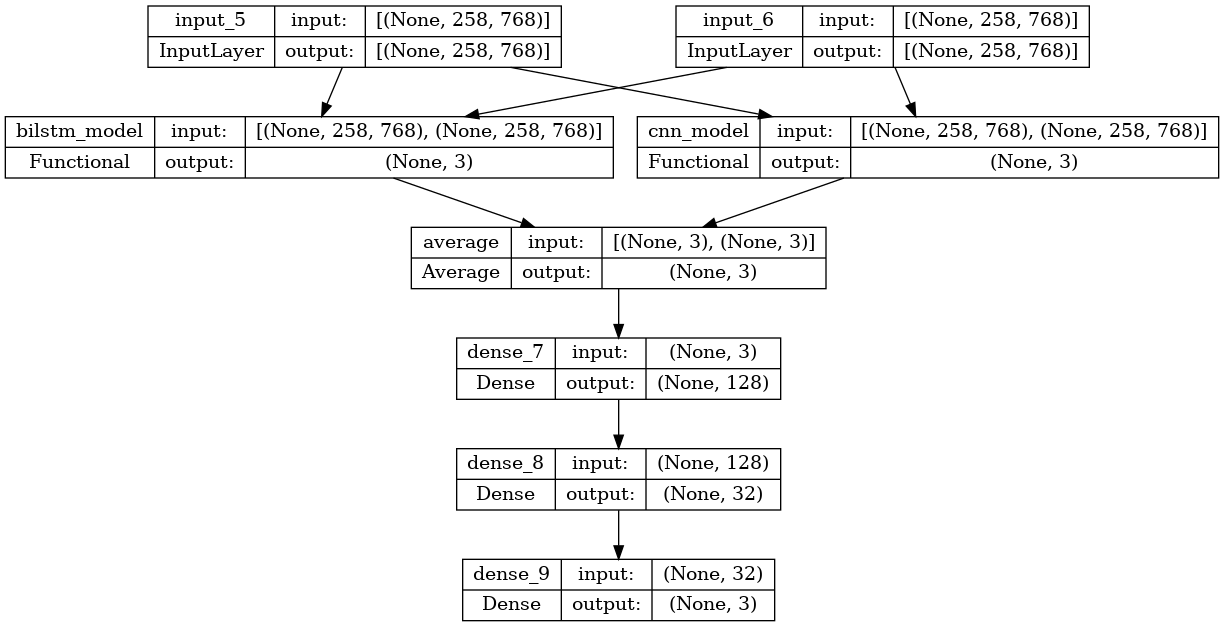 input_5 input: [(None, 258, 768)]
InputLayer output: [(None, 258, 768)]
input_6 input: [(None, 258, 768)]
InputLayer output: [(None, 258, 768)]
bilstm_model input: [(None, 258, 768), (None, 258, 768)]
Functional output: (None, 3)
cnn_model input: [(None, 258, 768), (None, 258, 768)]
Functional output: (None, 3)
average input: [(None, 3), (None, 3)]
Average output: (None, 3)
dense_7 input: (None, 3)
Dense output: (None, 128)
dense_8 input: (None, 128)
Dense output: (None, 32)
dense_9 input: (None, 32)
Dense output: (None, 3)